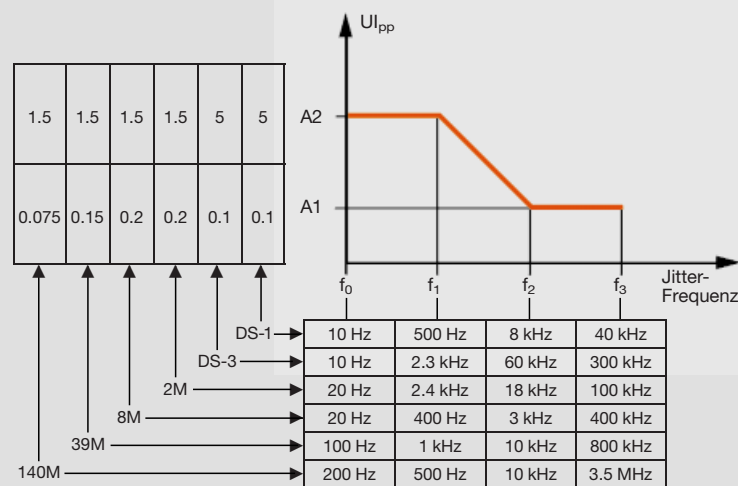 UIpp
1.5 1.5 1.5 1.5 5 5
A2
0.075 0.15 0.2 0.2 0.1 0.1
A1
f0 f1 f2 f3
Jitter-
Frequenz
DS-1 10 Hz 500 Hz 8 kHz 40 kHz
DS-3 10 Hz 2.3 kHz 60 kHz 300 kHz
2M 20 Hz 2.4 kHz 18 kHz 100 kHz
8M 20 Hz 400 Hz 3 kHz 400 kHz
39M 100 Hz 1 kHz 10 kHz 800 kHz
140M 200 Hz 500 Hz 10 kHz 3.5 MHz